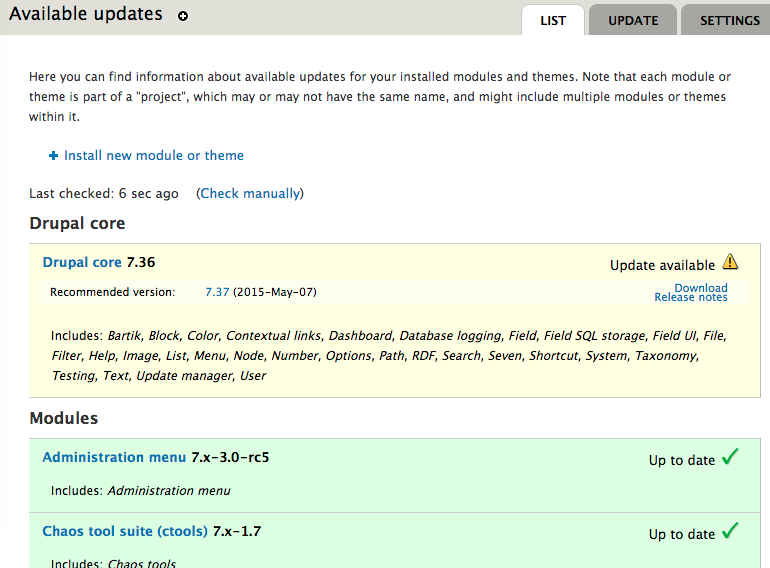 Available updates
LIST
UPDATE
SETTINGS
Here you can find information about available updates for your installed modules and themes. Note that each module or
theme is part of a "project", which may or may not have the same name, and might include multiple modules or themes
within it.
+ Install new module or theme
Last checked: 6 sec ago (Check manually)
Drupal core
Drupal core 7.36 Update available
Recommended version: 7.37 (2015-May-07) Download
Release notes
Includes: Bartik, Block, Color, Contextual links, Dashboard, Database logging, Field, Field SQL storage, Field UI, File,
Filter, Help, Image, List, Menu, Node, Number, Options, Path, RDF, Search, Seven, Shortcut, System, Taxonomy,
Testing, Text, Update manager, User
Modules
Administration menu 7.x-3.0-rc5 Up to date
Includes: Administration menu
Chaos tool suite (ctools) 7.x-1.7 Up to date
Includes: Chaos tools